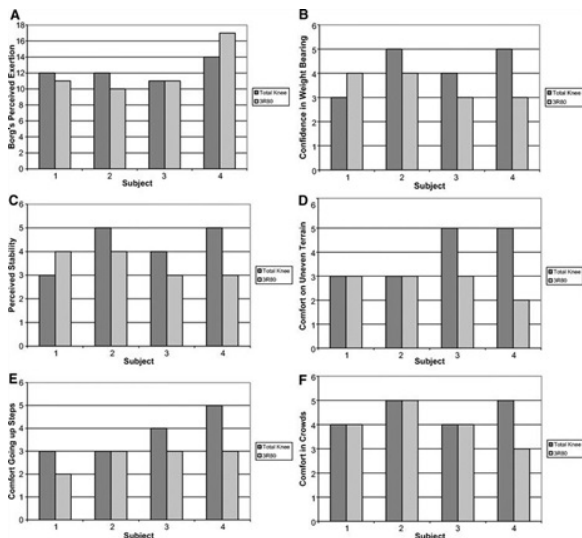 A
Borg's Perceived Exertion
18
16
14
12
10
8
6
4
2
0
1 2 3 4
Subject
Total Knee
3R80
B
Confidence in Weight Bearing
6
5
4
3
2
1
0
1 2 3 4
Subject
Total Knee
3R80
C
Perceived Stability
6
5
4
3
2
1
0
1 2 3 4
Subject
Total Knee
3R80
D
Comfort on Uneven Terrain
6
5
4
3
2
1
0
1 2 3 4
Subject
Total Knee
3R80
E
Comfort Going up Steps
6
5
4
3
2
1
0
1 2 3 4
Subject
Total Knee
3R80
F
Comfort in Crowds
6
5
4
3
2
1
0
1 2 3 4
Subject
Total Knee
3R80